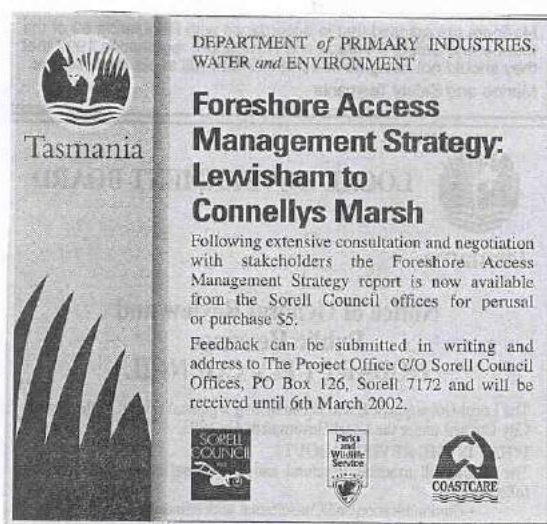 DEPARTMENT of PRIMARY INDUSTRIES,
WATER and ENVIRONMENT
Tasmania
Foreshore Access
Management Strategy:
Lewisham to
Connellys Marsh
Following extensive consultation and negotiation
with stakeholders the Foreshore Access
Management Strategy report is now available
from the Sorell Council offices for perusal
or purchase $5.
Feedback can be submitted in writing and
address to The Project Office C/O Sorell Council
Offices, PO Box 126, Sorell 7172 and will be
received until 6th March 2002.
SORELL
COUNCIL
Parks
and
Wildlife
Service
COASTCARE